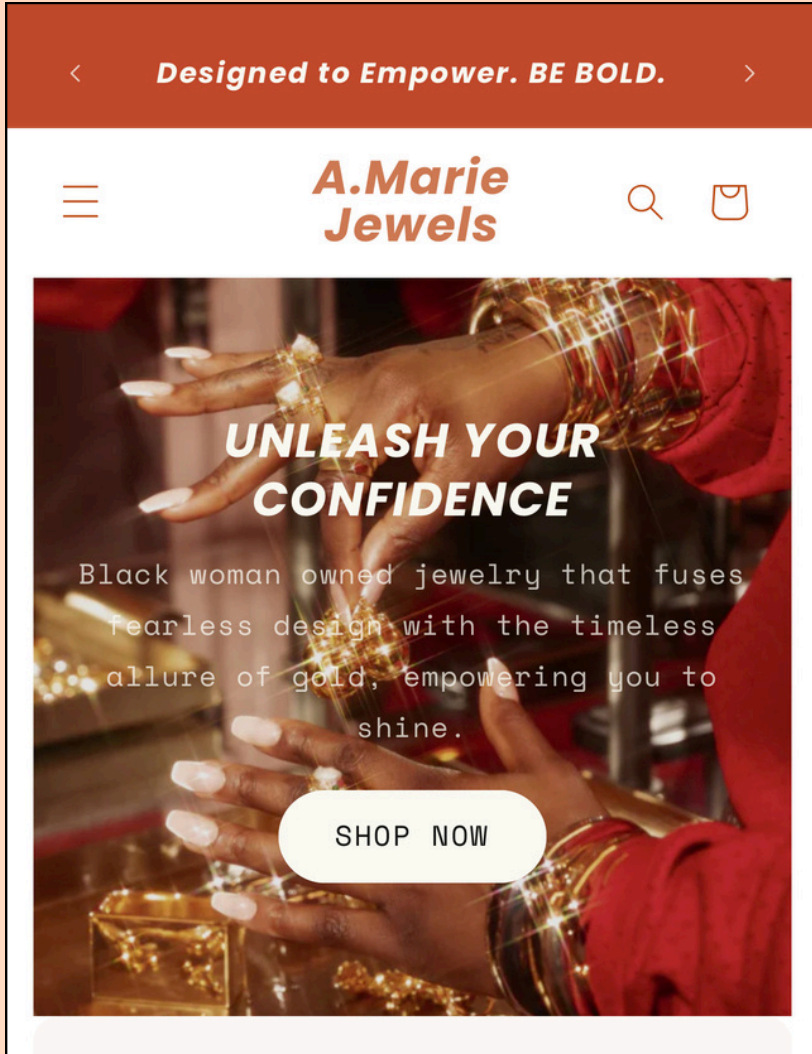 Designed to Empower. BE BOLD.
A.Marie
Jewels
UNLEASH YOUR
CONFIDENCE
Black woman owned jewelry that fuses
fearless design with the timeless
allure of gold, empowering you to
shine.
SHOP NOW